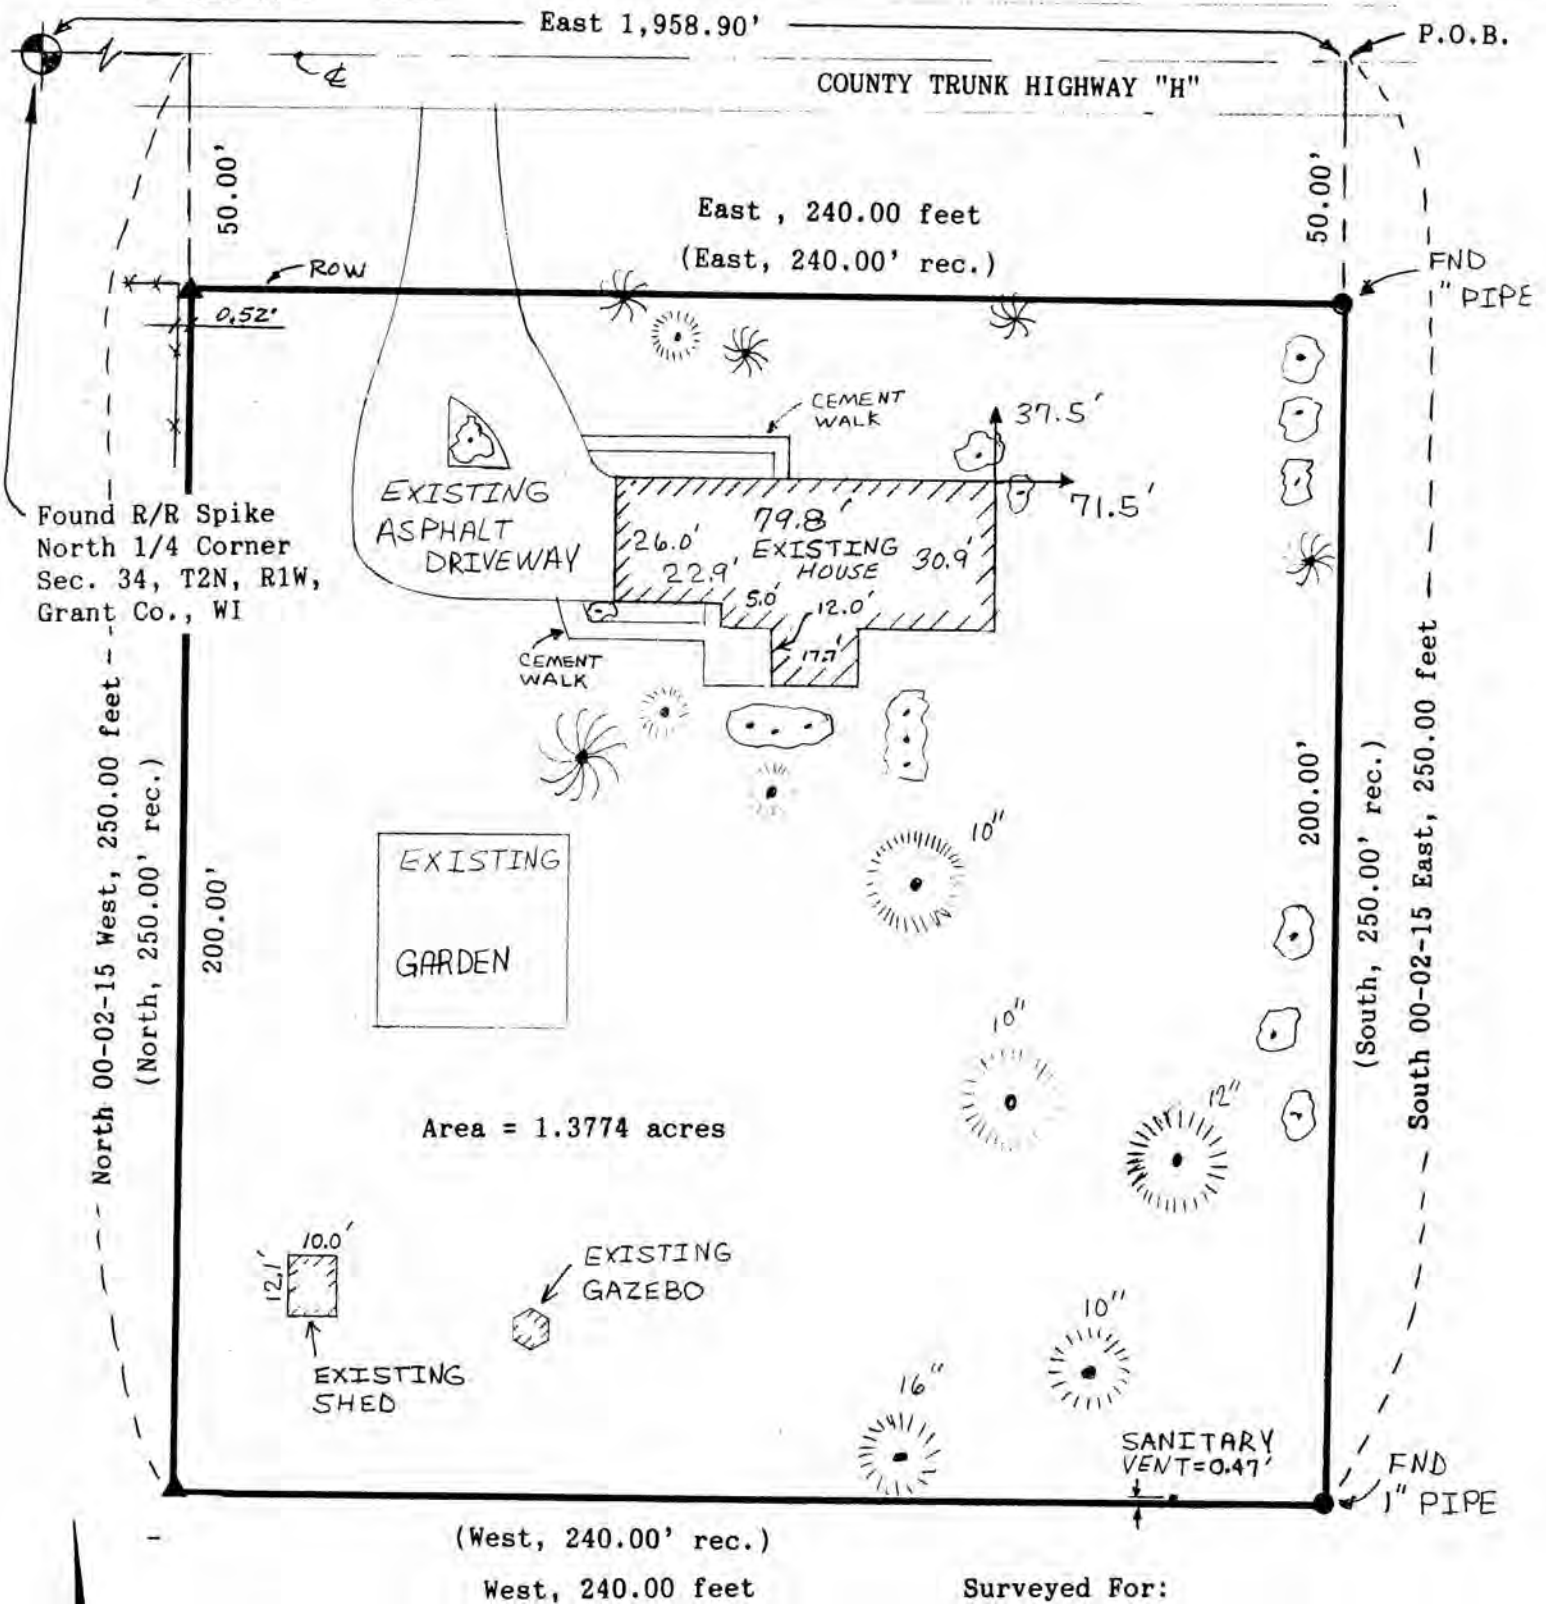 East 1,958.90'
P.O.B.
℄
COUNTY TRUNK HIGHWAY "H"
50.00'
50.00'
East , 240.00 feet
(East, 240.00' rec.)
ROW
FND
" PIPE
0.52'
CEMENT
WALK
37.5'
71.5'
Found R/R Spike
North 1/4 Corner
Sec. 34, T2N, R1W,
Grant Co., WI
EXISTING
ASPHALT
DRIVEWAY
79.8'
26.0'
EXISTING
HOUSE
30.9'
22.9'
5.0'
12.0'
17.7'
CEMENT
WALK
North 00-02-15 West, 250.00 feet
(North, 250.00' rec.)
200.00'
200.00'
(South, 250.00' rec.)
South 00-02-15 East, 250.00 feet
EXISTING
GARDEN
10"
10"
12"
Area = 1.3774 acres
10.0'
12.1'
EXISTING
SHED
EXISTING
GAZEBO
10"
16"
SANITARY
VENT=0.47'
FND
1" PIPE
(West, 240.00' rec.)
West, 240.00 feet
Surveyed For: